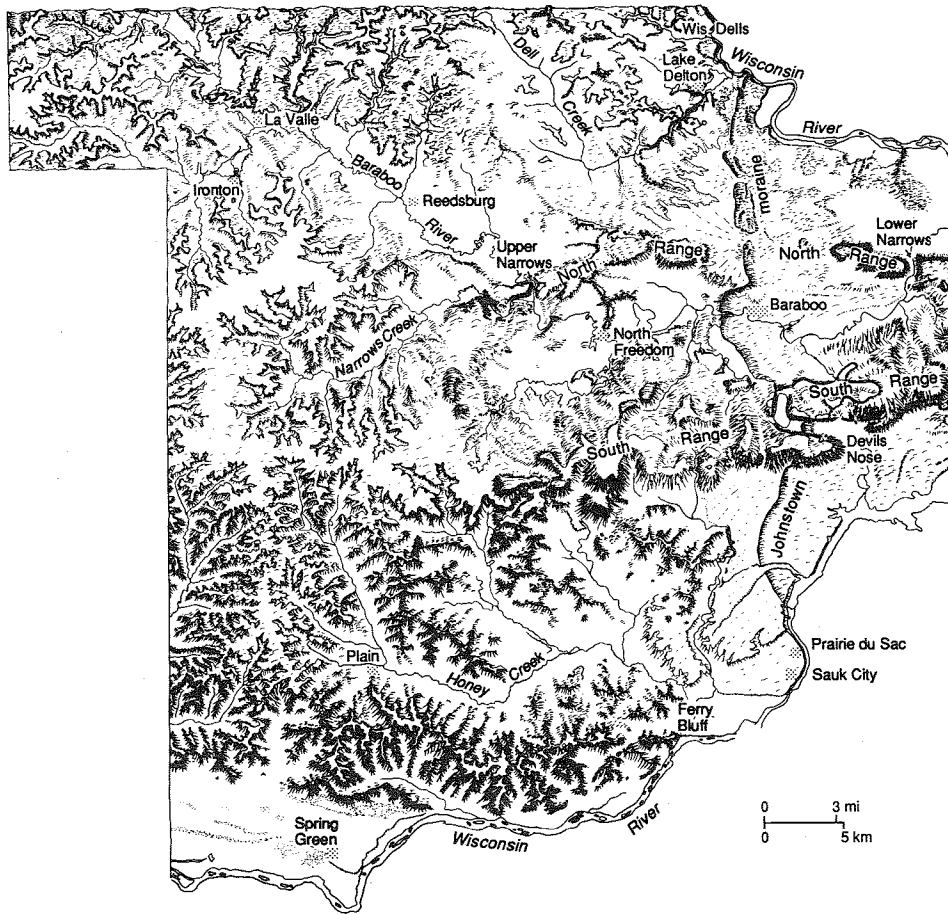 Wis Dells
Wisconsin
Dell
Lake
Delton
Creek
River
La Valle
moraine
Baraboo
Ironton
Reedsburg
River
Lower
Narrows
Upper
Narrows
North
Range
North
Range
Baraboo
North
Freedom
Narrows Creek
South
Range
South
Range
Devils
Nose
Johnstown
Prairie du Sac
Plain
Sauk City
Honey
Creek
Ferry
Bluff
0 3 mi
0 5 km
River
Spring
Green
Wisconsin